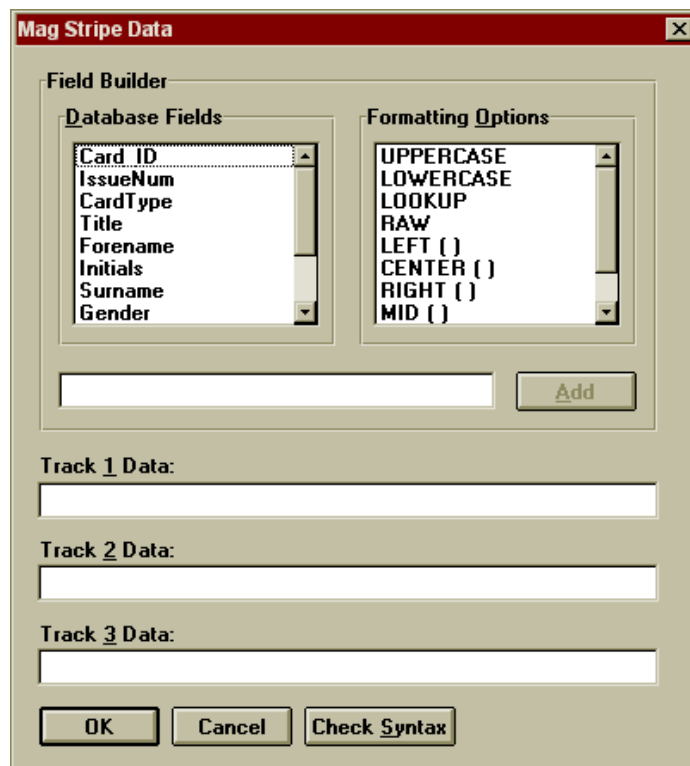 Mag Stripe Data
Field Builder
Database Fields
Card_ID
IssueNum
CardType
Title
Forename
Initials
Surname
Gender
Formatting Options
UPPERCASE
LOWERCASE
LOOKUP
RAW
LEFT ( )
CENTER ( )
RIGHT ( )
MID ( )
Add
Track 1 Data:
Track 2 Data:
Track 3 Data:
OK
Cancel
Check Syntax